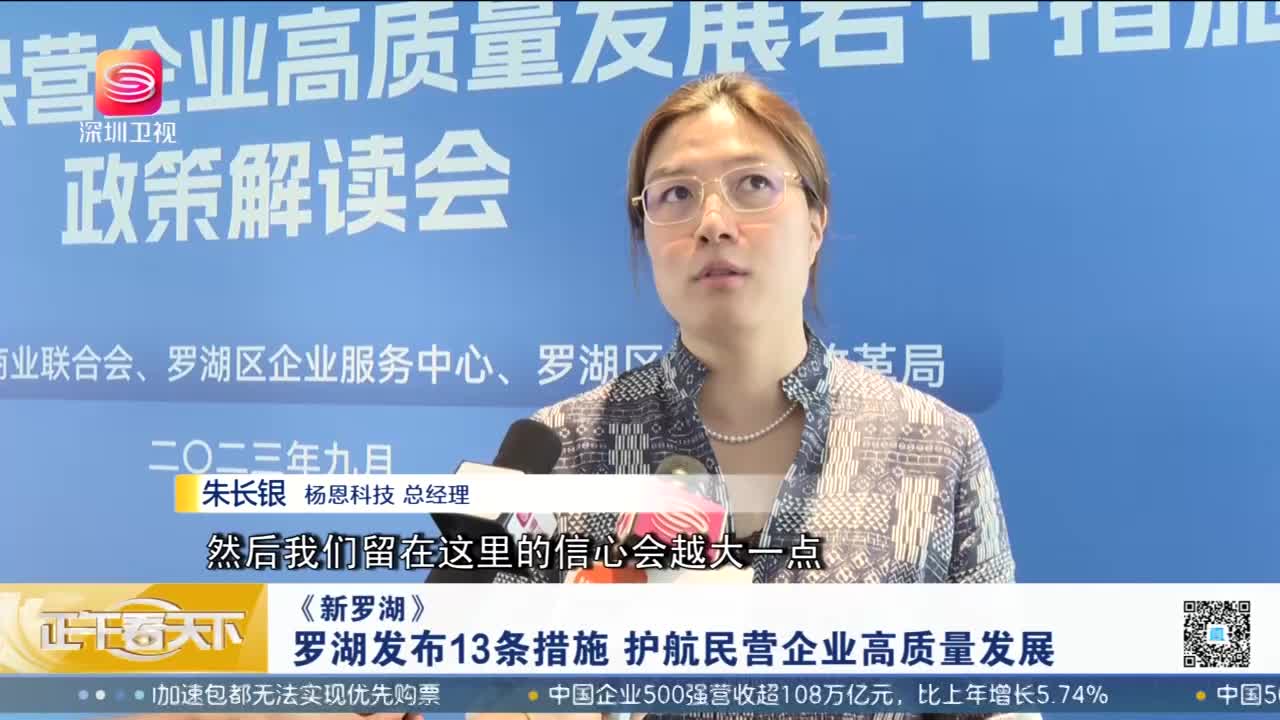 民营企业高质量发展若干措施
深圳卫视
政策解读会
商业联合会、罗湖区企业服务中心、罗湖区
改革局
二〇二三年九月
朱长银 杨恩科技 总经理
然后我们留在这里的信心会越大一点
正午看天下
《新罗湖》
罗湖发布13条措施 护航民营企业高质量发展
加速包都无法实现优先购票 中国企业500强营收超108万亿元，比上年增长5.74% 中国5